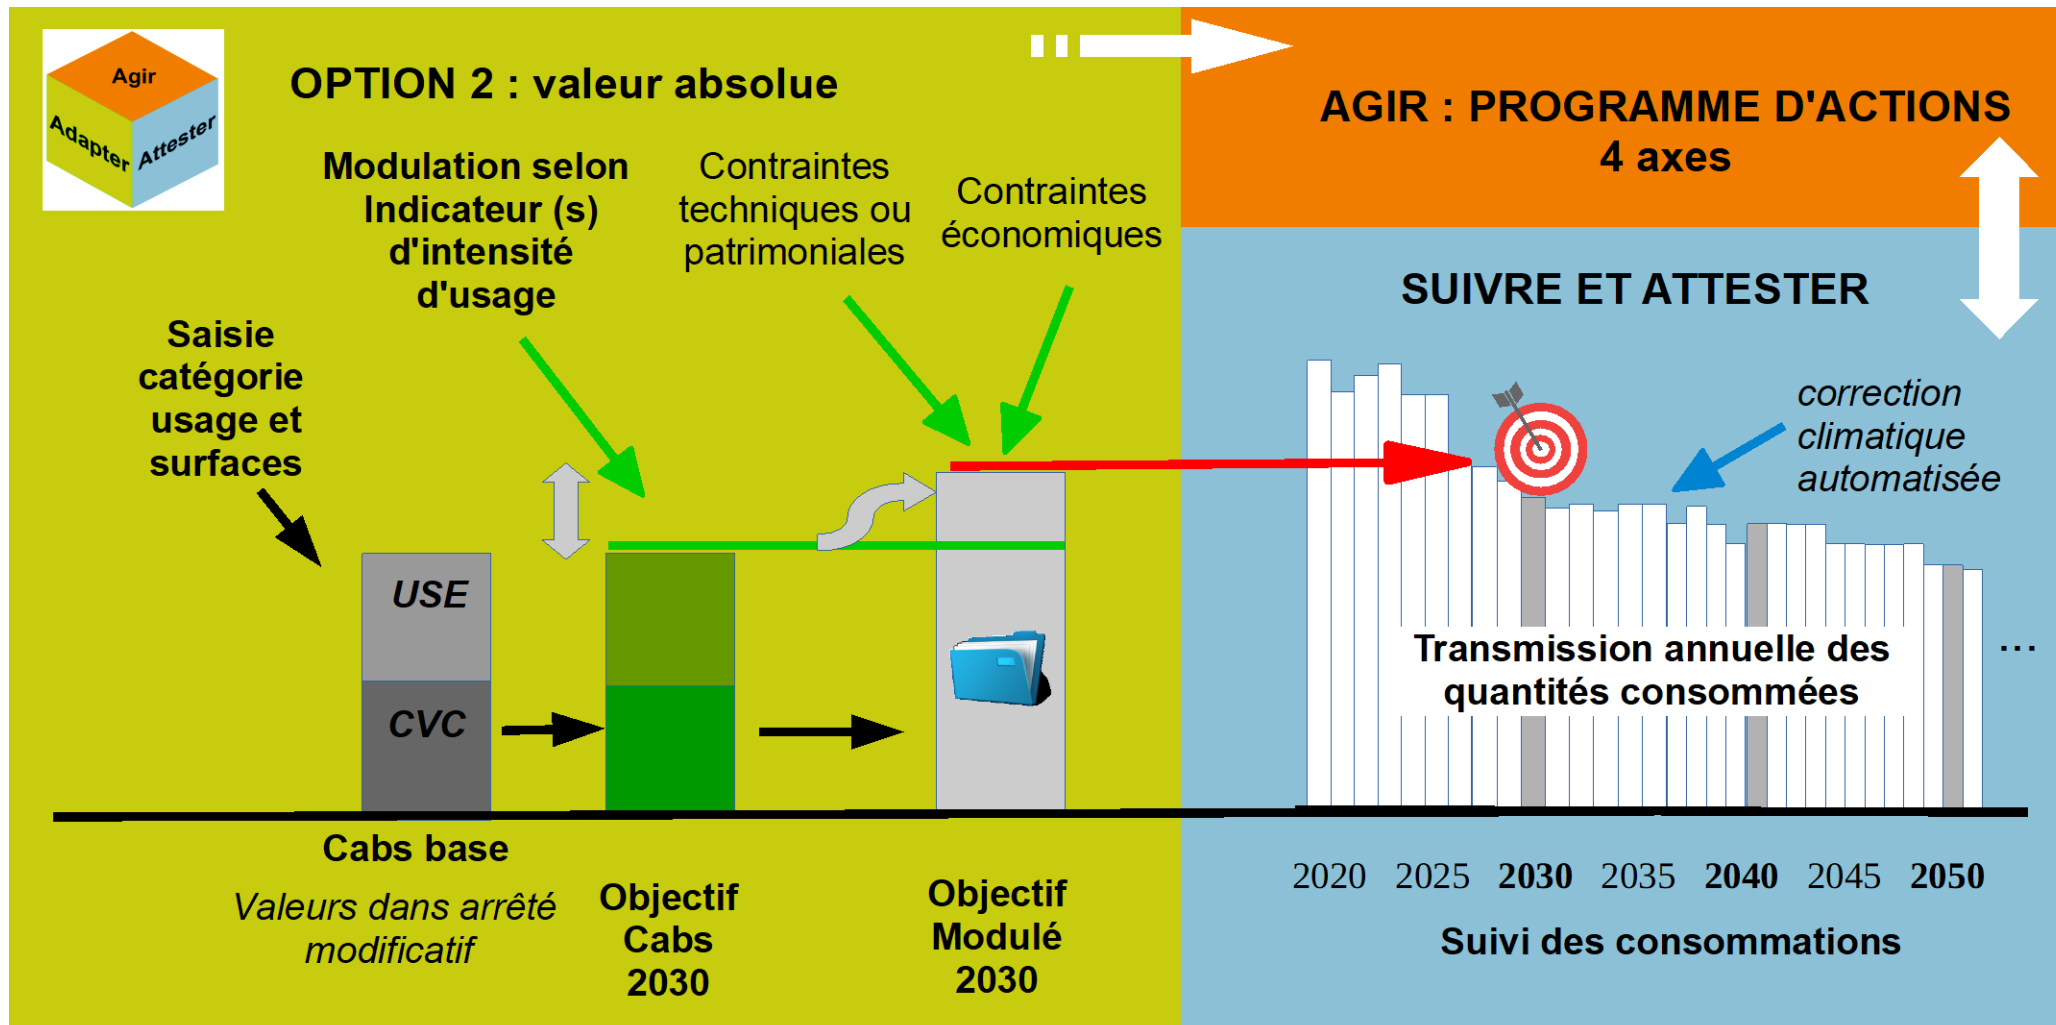 Agir
Adapter
Attester
OPTION 2 : valeur absolue
Modulation selon
Indicateur (s)
d'intensité
d'usage
Contraintes
techniques ou
patrimoniales
Contraintes
économiques
Saisie
catégorie
usage et
surfaces
USE
CVC
Cabs base
Valeurs dans arrêté
modificatif
Objectif
Cabs
2030
Objectif
Modulé
2030
AGIR : PROGRAMME D'ACTIONS
4 axes
SUIVRE ET ATTESTER
correction
climatique
automatisée
Transmission annuelle des
quantités consommées
...
2020 2025 2030 2035 2040 2045 2050
Suivi des consommations